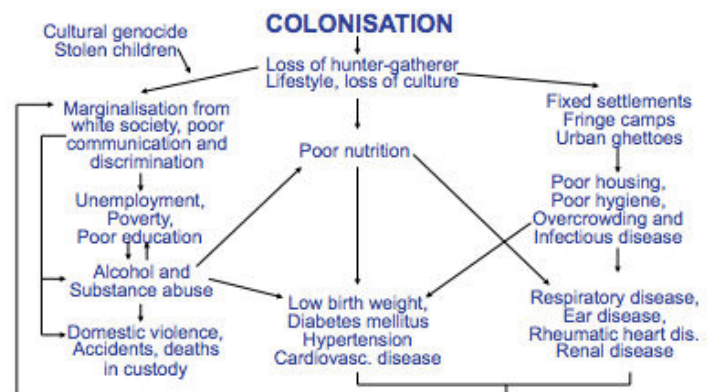 COLONISATION
Cultural genocide
Stolen children
Loss of hunter-gatherer
Lifestyle, loss of culture
Marginalisation from
white society, poor
communication and
discrimination
Fixed settlements
Fringe camps
Urban ghettoes
Poor nutrition
Unemployment,
Poverty,
Poor education
Poor housing,
Poor hygiene,
Overcrowding and
Infectious disease
Alcohol and
Substance abuse
Low birth weight,
Diabetes mellitus
Hypertension
Cardiovasc. disease
Respiratory disease,
Ear disease,
Rheumatic heart dis.
Renal disease
Domestic violence,
Accidents, deaths
in custody